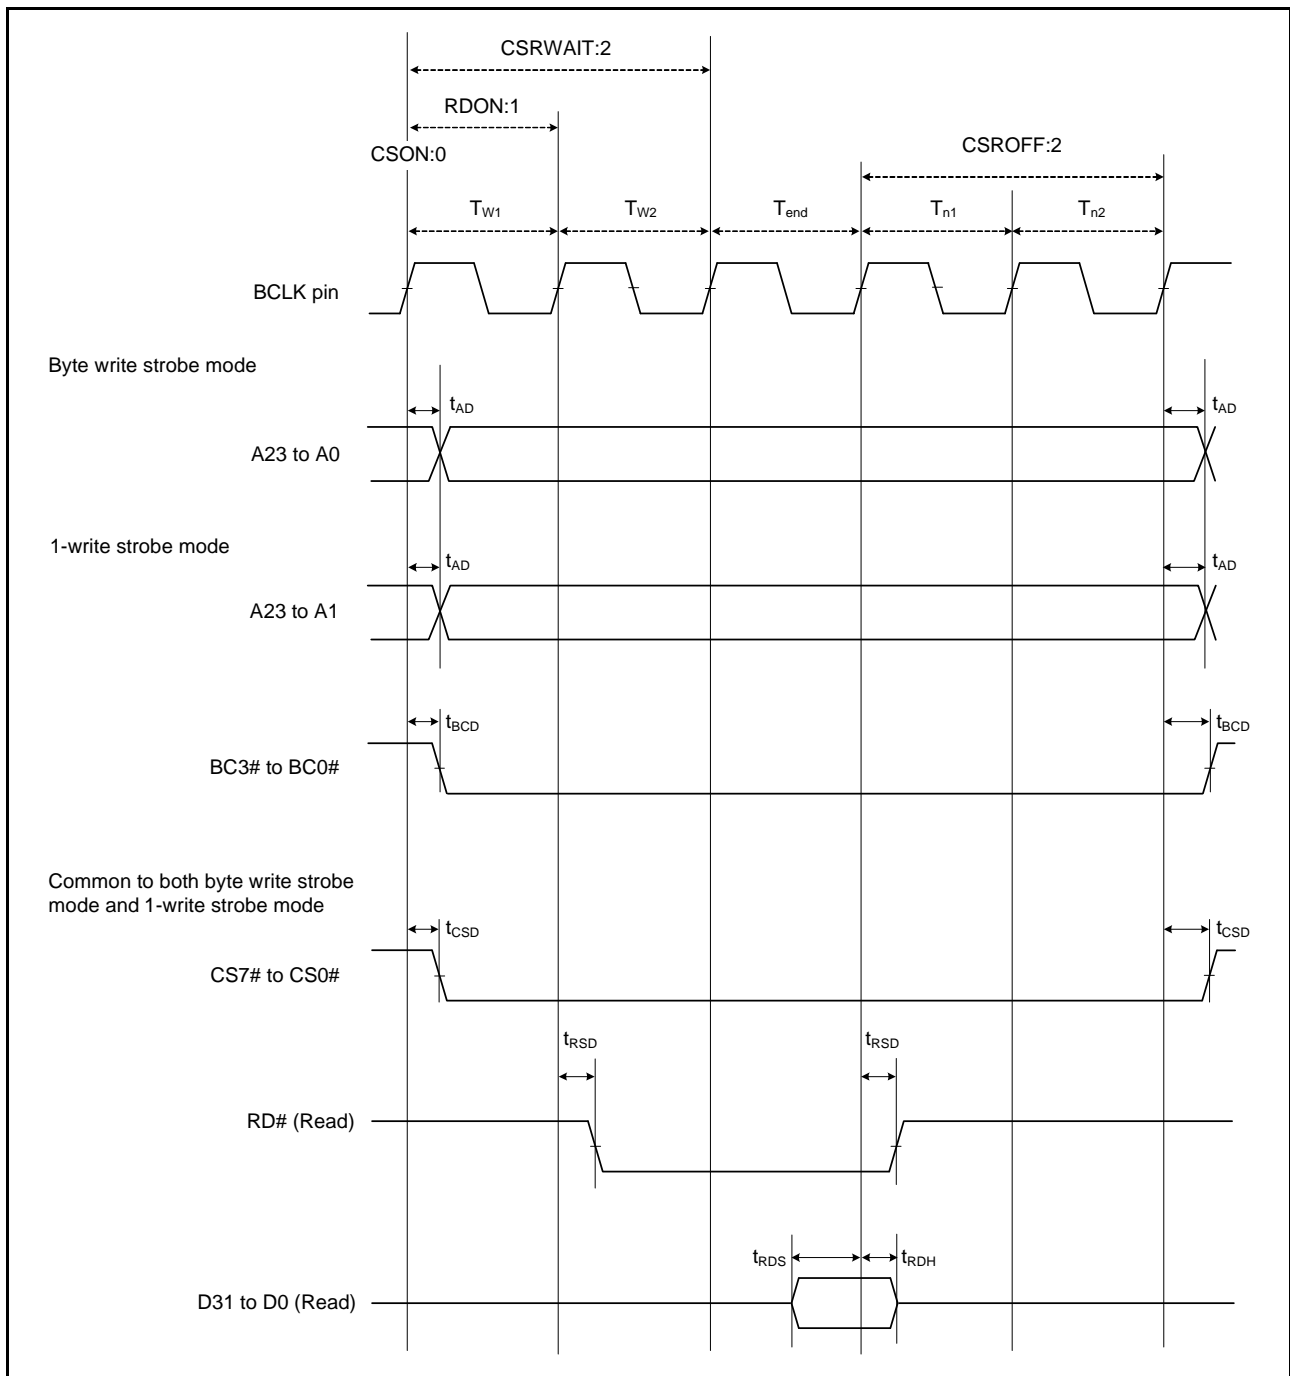 CSRWAIT:2
RDON:1
CSON:0
CSROFF:2
TW1 TW2 Tend Tn1 Tn2
BCLK pin
Byte write strobe mode
tAD tAD
A23 to A0
1-write strobe mode
tAD tAD
A23 to A1
tBCD tBCD
BC3# to BC0#
Common to both byte write strobe
mode and 1-write strobe mode
tCSD tCSD
CS7# to CS0#
tRSD tRSD
RD# (Read)
tRDS tRDH
D31 to D0 (Read)